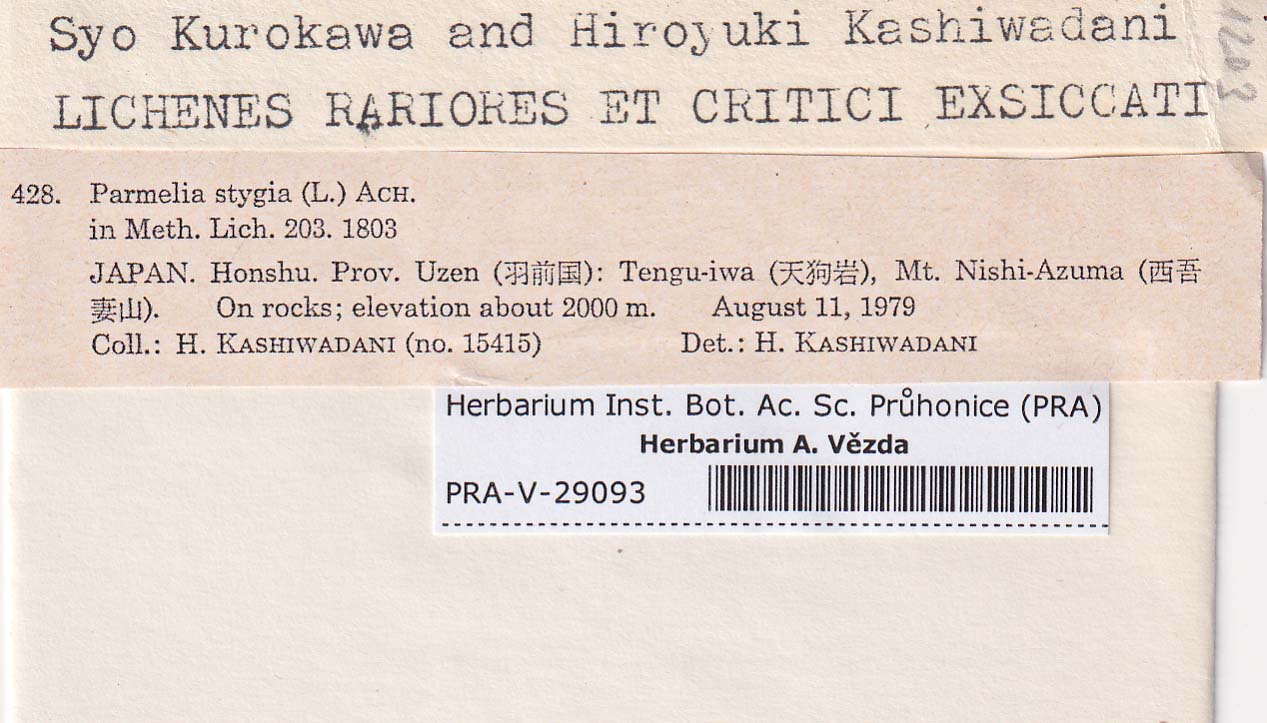 Syo Kurokawa and Hiroyuki Kashiwadani
LICHENES RARIORES ET CRITICI EXSICCATI
428. Parmelia stygia (L.) ACH.
in Meth. Lich. 203. 1803
JAPAN. Honshu. Prov. Uzen (羽前国): Tengu-iwa (天狗岩), Mt. Nishi-Azuma (西吾
妻山). On rocks; elevation about 2000 m. August 11, 1979
Coll.: H. KASHIWADANI (no. 15415) Det.: H. KASHIWADANI
Herbarium Inst. Bot. Ac. Sc. Průhonice (PRA)
Herbarium A. Vězda
PRA-V-29093